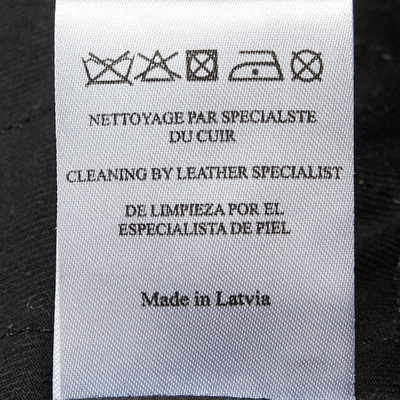 NETTOYAGE PAR SPECIALSTE
DU CUIR
CLEANING BY LEATHER SPECIALIST
DE LIMPIEZA POR EL
ESPECIALISTA DE PIEL
Made in Latvia